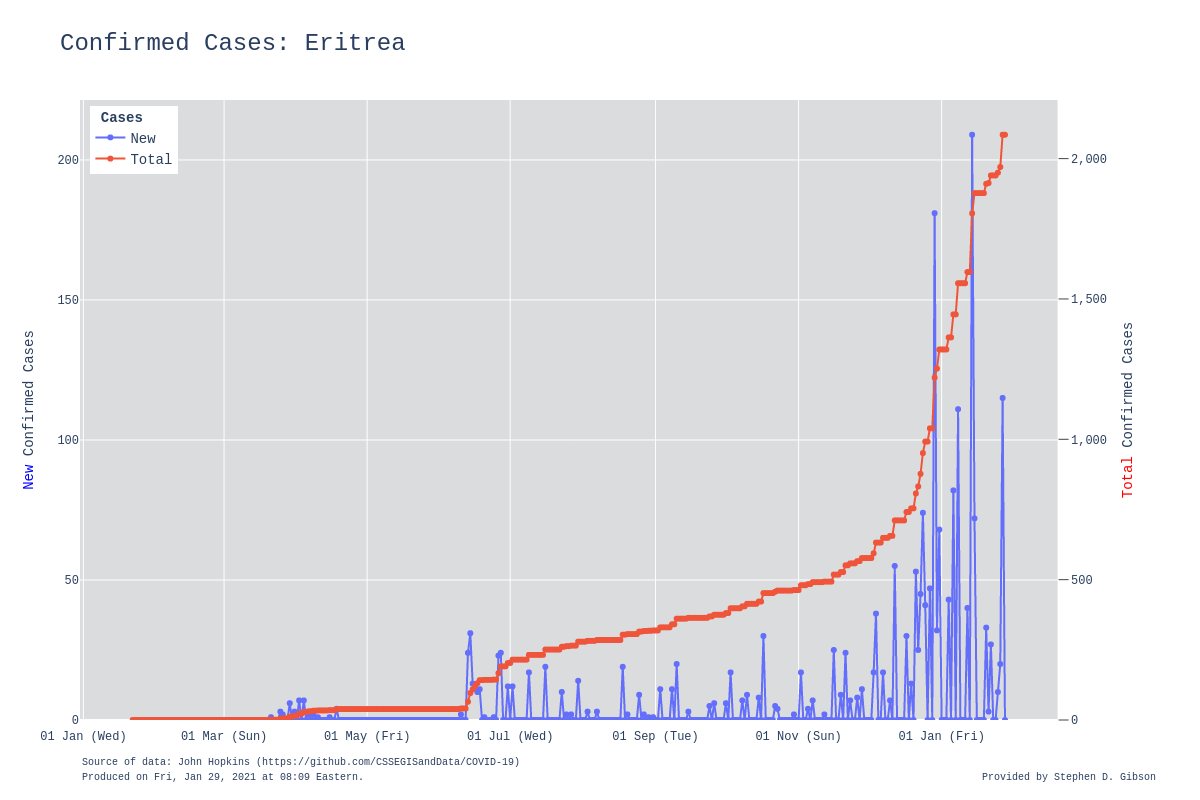 Confirmed Cases: Eritrea
Cases
New
Total
200
150
100
50
0
2,000
1,500
1,000
500
0
New Confirmed Cases
Total Confirmed Cases
01 Jan (Wed)
01 Mar (Sun)
01 May (Fri)
01 Jul (Wed)
01 Sep (Tue)
01 Nov (Sun)
01 Jan (Fri)
Source of data: John Hopkins (https://github.com/CSSEGISandData/COVID-19)
Produced on Fri, Jan 29, 2021 at 08:09 Eastern.
Provided by Stephen D. Gibson